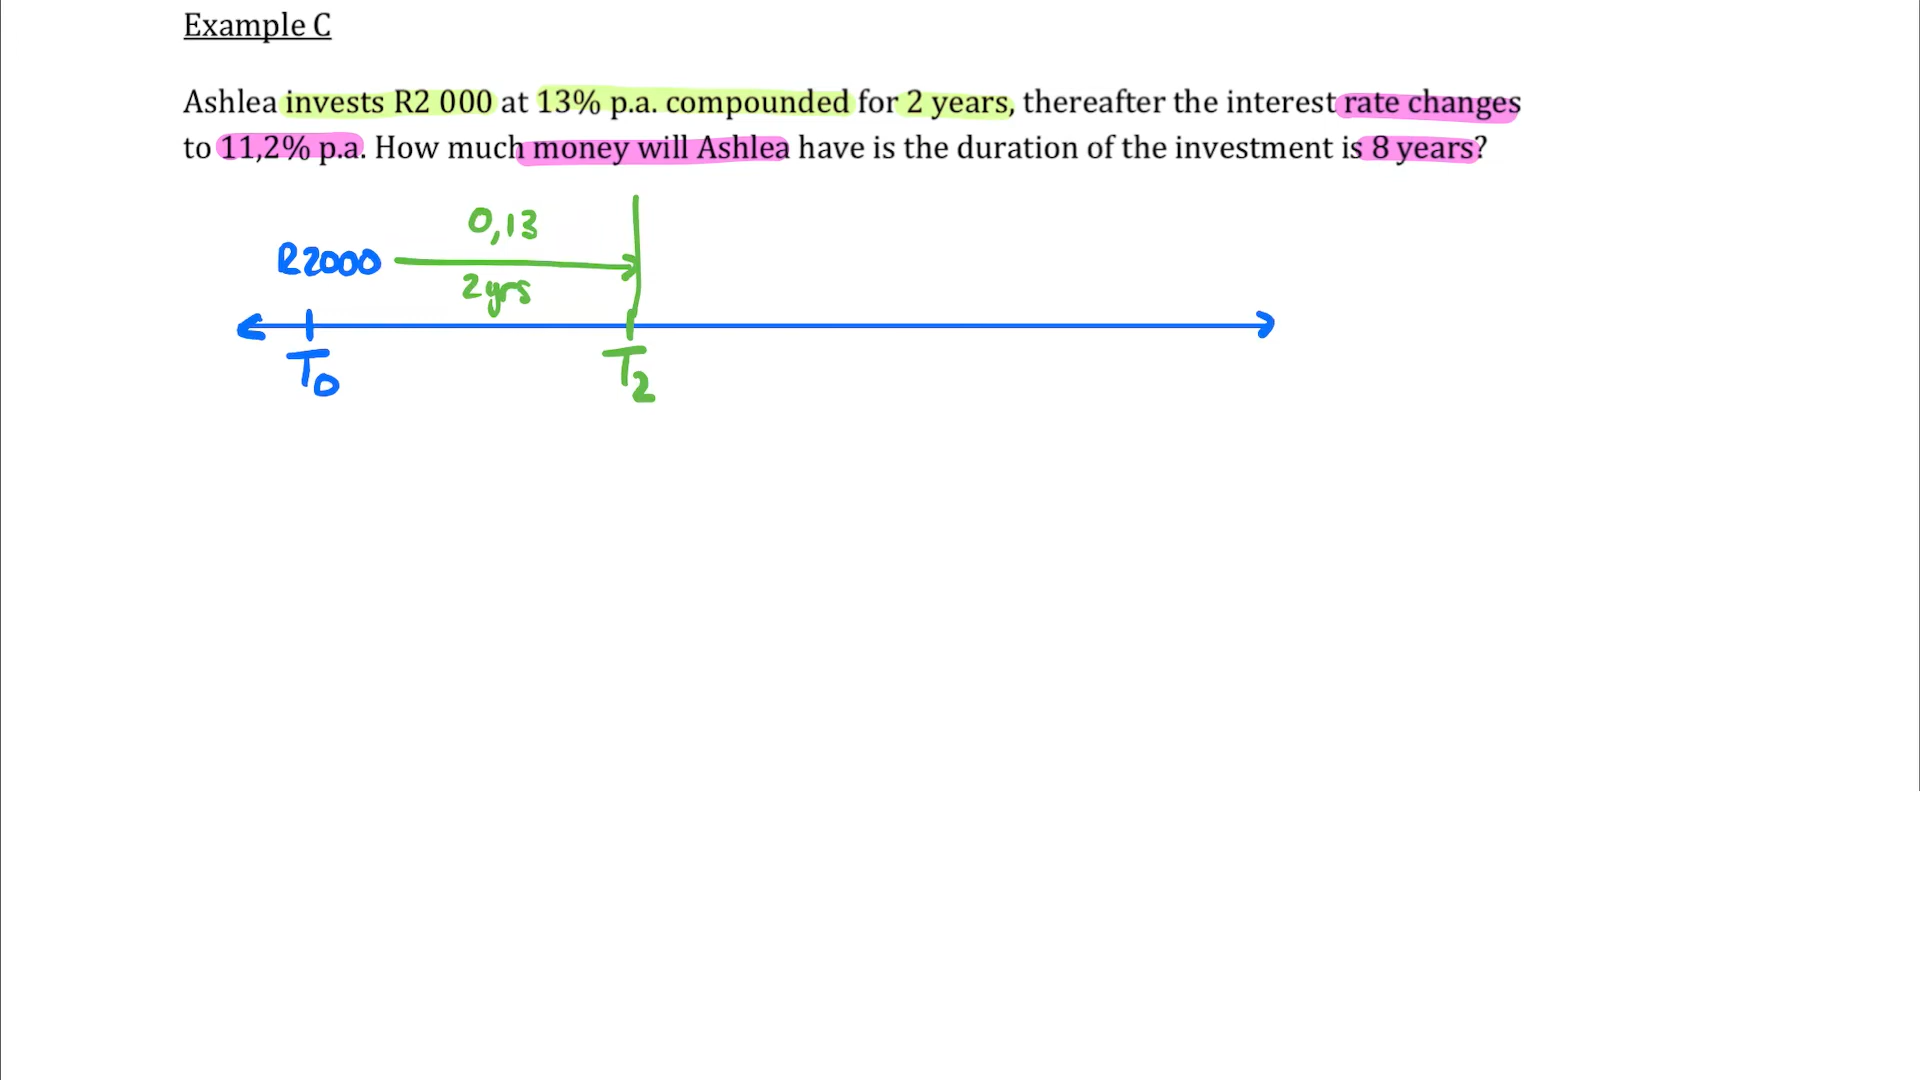 Example C
Ashlea invests R2 000 at 13% p.a. compounded for 2 years, thereafter the interest rate changes
to 11,2% p.a. How much money will Ashlea have is the duration of the investment is 8 years?
0,13
R2000
2yrs
T0 T2